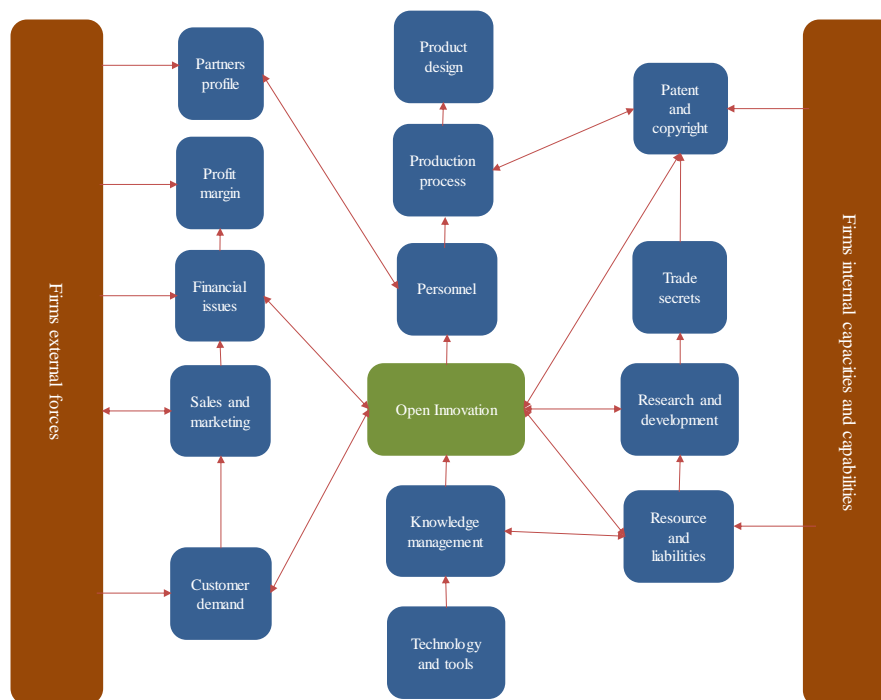 Firms external forces
Partners
profile
Profit
margin
Financial
issues
Sales and
marketing
Customer
demand
Product
design
Production
process
Personnel
Open Innovation
Knowledge
management
Technology
and tools
Patent
and
copyright
Trade
secrets
Research and
development
Resource
and
liabilities
Firms internal capacities and capabilities